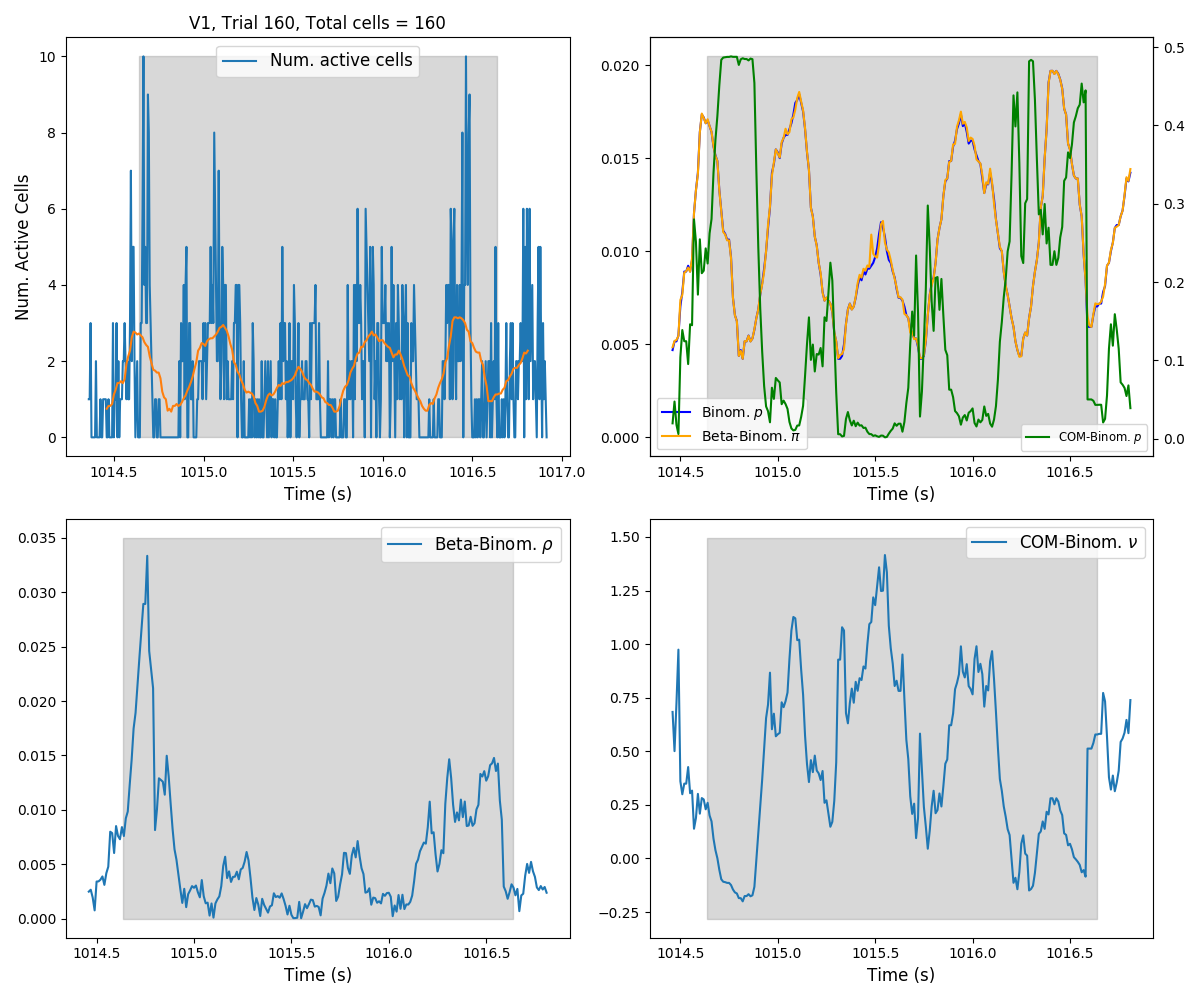 V1, Trial 160, Total cells = 160
Num. active cells
Num. Active Cells
10
8
6
4
2
0
1014.5 1015.0 1015.5 1016.0 1016.5 1017.0
Time (s)
0.020
0.015
0.010
0.005
0.000
0.5
0.4
0.3
0.2
0.1
0.0
Binom. p
Beta-Binom. π
COM-Binom. p
1014.5 1015.0 1015.5 1016.0 1016.5
Time (s)
Beta-Binom. ρ
0.035
0.030
0.025
0.020
0.015
0.010
0.005
0.000
1014.5 1015.0 1015.5 1016.0 1016.5
Time (s)
COM-Binom. ν
1.50
1.25
1.00
0.75
0.50
0.25
0.00
−0.25
1014.5 1015.0 1015.5 1016.0 1016.5
Time (s)